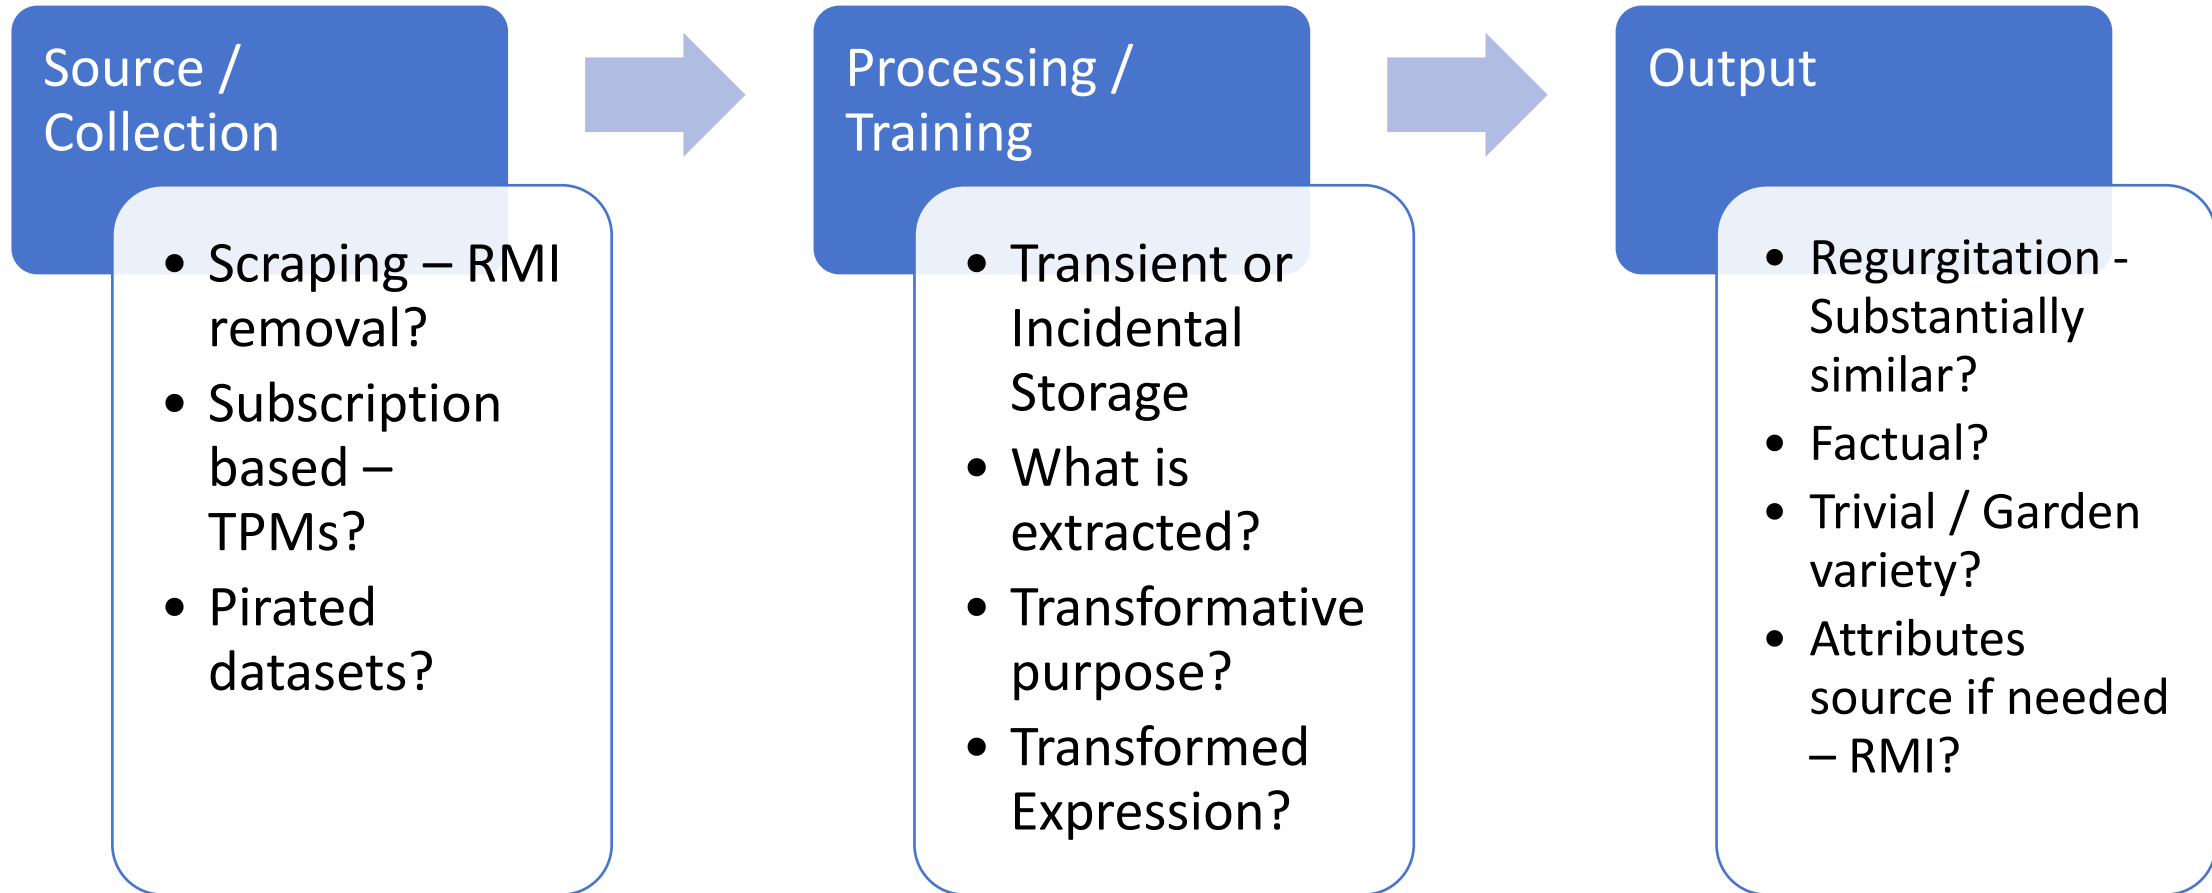 Source /
Collection
• Scraping – RMI
removal?
• Subscription
based –
TPMs?
• Pirated
datasets?
Processing /
Training
• Transient or
Incidental
Storage
• What is
extracted?
• Transformative
purpose?
• Transformed
Expression?
Output
• Regurgitation -
Substantially
similar?
• Factual?
• Trivial / Garden
variety?
• Attributes
source if needed
– RMI?